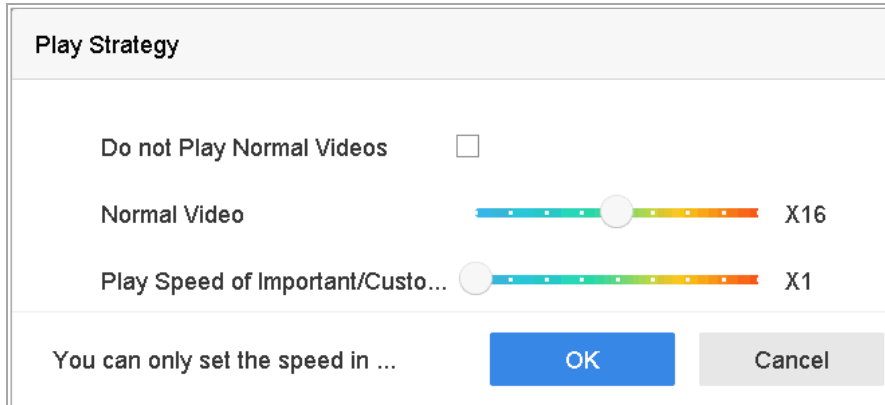 Play Strategy
Do not Play Normal Videos
Normal Video X16
Play Speed of Important/Custo... X1
You can only set the speed in ... OK Cancel